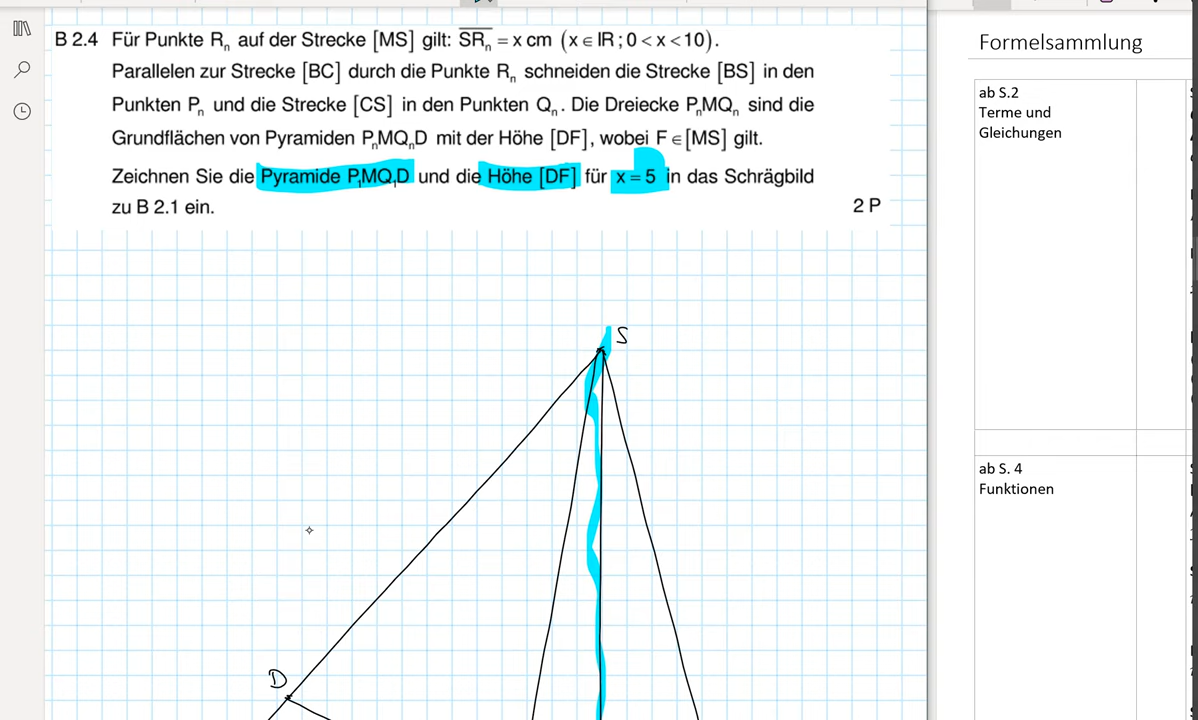 B 2.4 Für Punkte Rₙ auf der Strecke [MS] gilt: S̅R̅ₙ = x cm (x ∈ IR ; 0 < x < 10).
Parallelen zur Strecke [BC] durch die Punkte Rₙ schneiden die Strecke [BS] in den
Punkten Pₙ und die Strecke [CS] in den Punkten Qₙ. Die Dreiecke PₙMQₙ sind die
Grundflächen von Pyramiden PₙMQₙD mit der Höhe [DF], wobei F ∈ [MS] gilt.
Zeichnen Sie die Pyramide P₁MQ₁D und die Höhe [DF] für x = 5 in das Schrägbild
zu B 2.1 ein.
2 P
S
D
Formelsammlung
ab S.2
Terme und
Gleichungen
ab S. 4
Funktionen